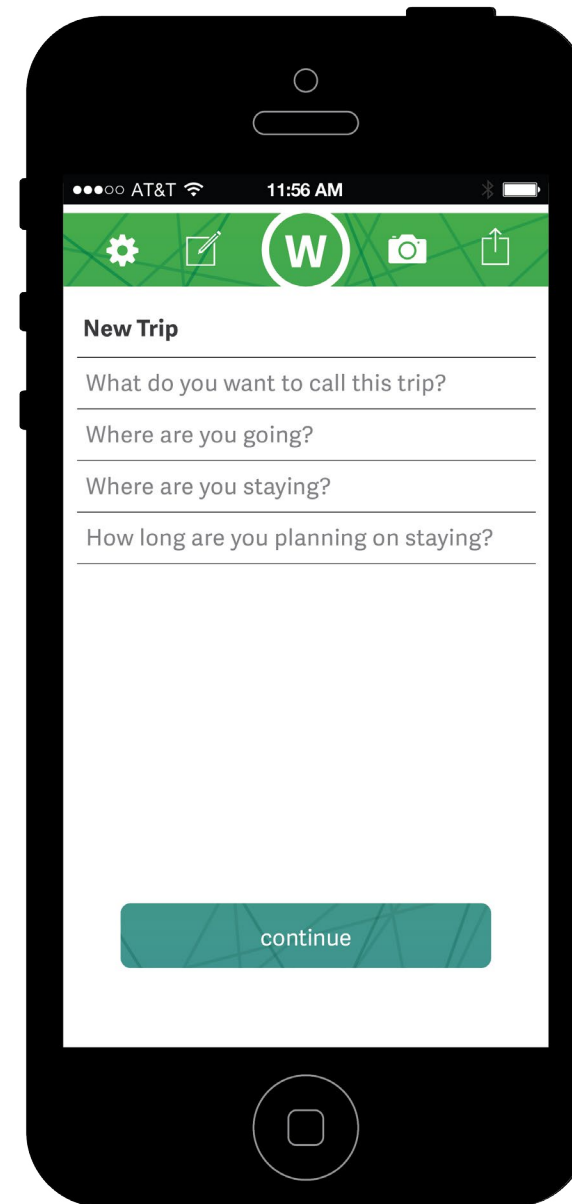 AT&T 11:56 AM
W
New Trip
What do you want to call this trip?
Where are you going?
Where are you staying?
How long are you planning on staying?
continue